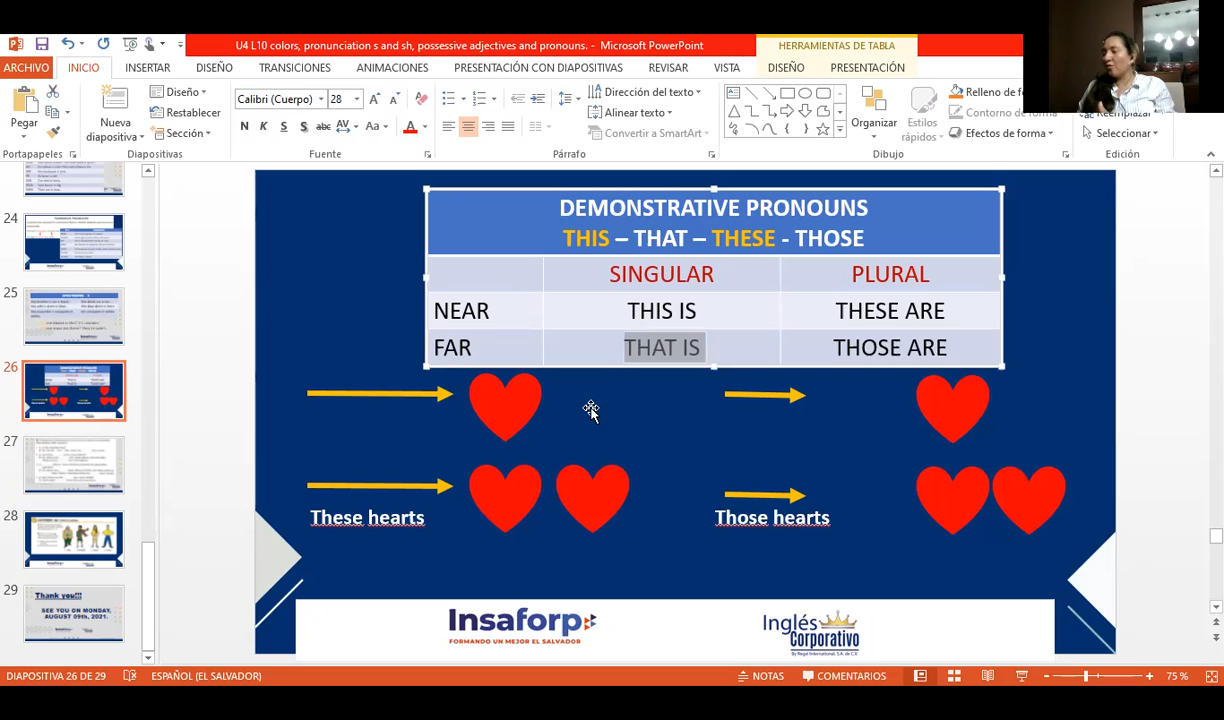 U4 L10 colors, pronunciation s and sh, possessive adjectives and pronouns. - Microsoft PowerPoint
HERRAMIENTAS DE TABLA
ARCHIVO INICIO INSERTAR DISEÑO TRANSICIONES ANIMACIONES PRESENTACIÓN CON DIAPOSITIVAS REVISAR VISTA DISEÑO PRESENTACIÓN
Pegar
Nueva diapositiva
Diseño
Restablecer
Sección
Calibri (Cuerpo) 28
N K S S abc AV Aa A
Dirección del texto
Alinear texto
Convertir a SmartArt
Organizar
Estilos rápidos
Relleno de
Contorno de
Efectos de forma
Reemplazar
Seleccionar
Portapapeles Diapositivas Fuente Párrafo Dibujo Edición
24
25
26
27
28
29
Thank you!!!
SEE YOU ON MONDAY,
AUGUST 09th, 2021.
DEMONSTRATIVE PRONOUNS
THIS – THAT – THESE - THOSE
SINGULAR PLURAL
NEAR THIS IS THESE ARE
FAR THAT IS THOSE ARE
These hearts Those hearts
Insaforp
FORMANDO UN MEJOR EL SALVADOR
Inglés
Corporativo
By Regal International, S.A. de C.V.
DIAPOSITIVA 26 DE 29 ESPAÑOL (EL SALVADOR) NOTAS COMENTARIOS 75 %